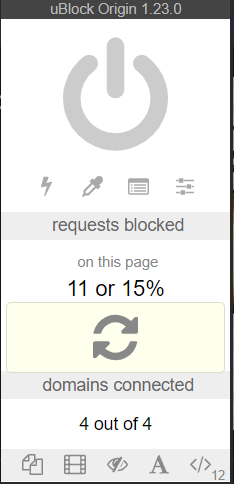 uBlock Origin 1.23.0
requests blocked
on this page
11 or 15%
domains connected
4 out of 4
12